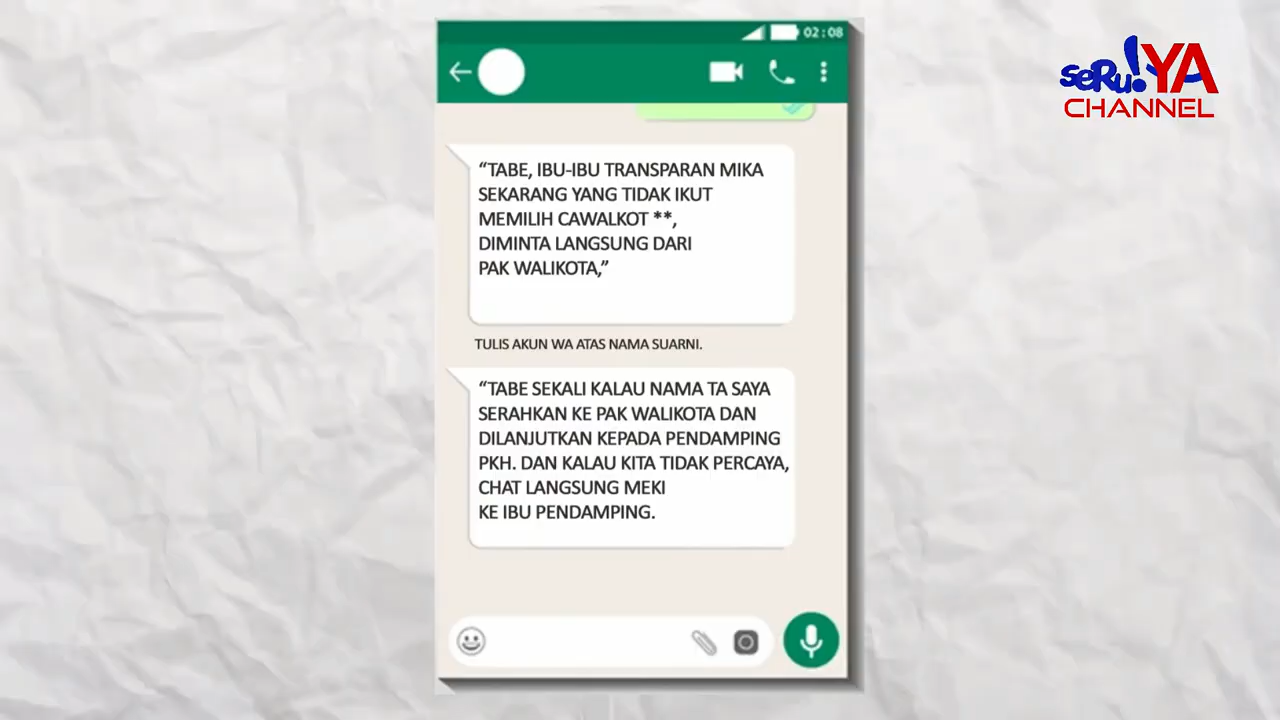 02:08
seRu!YA
CHANNEL
“TABE, IBU-IBU TRANSPARAN MIKA
SEKARANG YANG TIDAK IKUT
MEMILIH CAWALKOT **,
DIMINTA LANGSUNG DARI
PAK WALIKOTA,”
TULIS AKUN WA ATAS NAMA SUARNI.
“TABE SEKALI KALAU NAMA TA SAYA
SERAHKAN KE PAK WALIKOTA DAN
DILANJUTKAN KEPADA PENDAMPING
PKH. DAN KALAU KITA TIDAK PERCAYA,
CHAT LANGSUNG MEKI
KE IBU PENDAMPING.